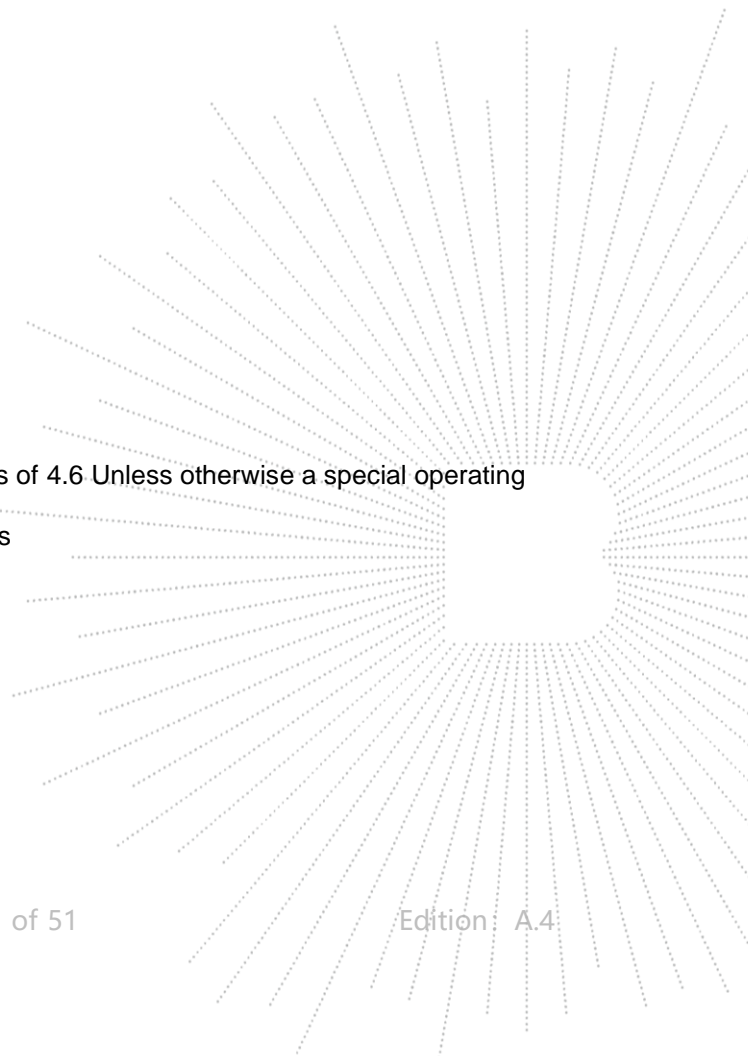 s of 4.6 Unless otherwise a special operating
s
of 51 Edition: A.4